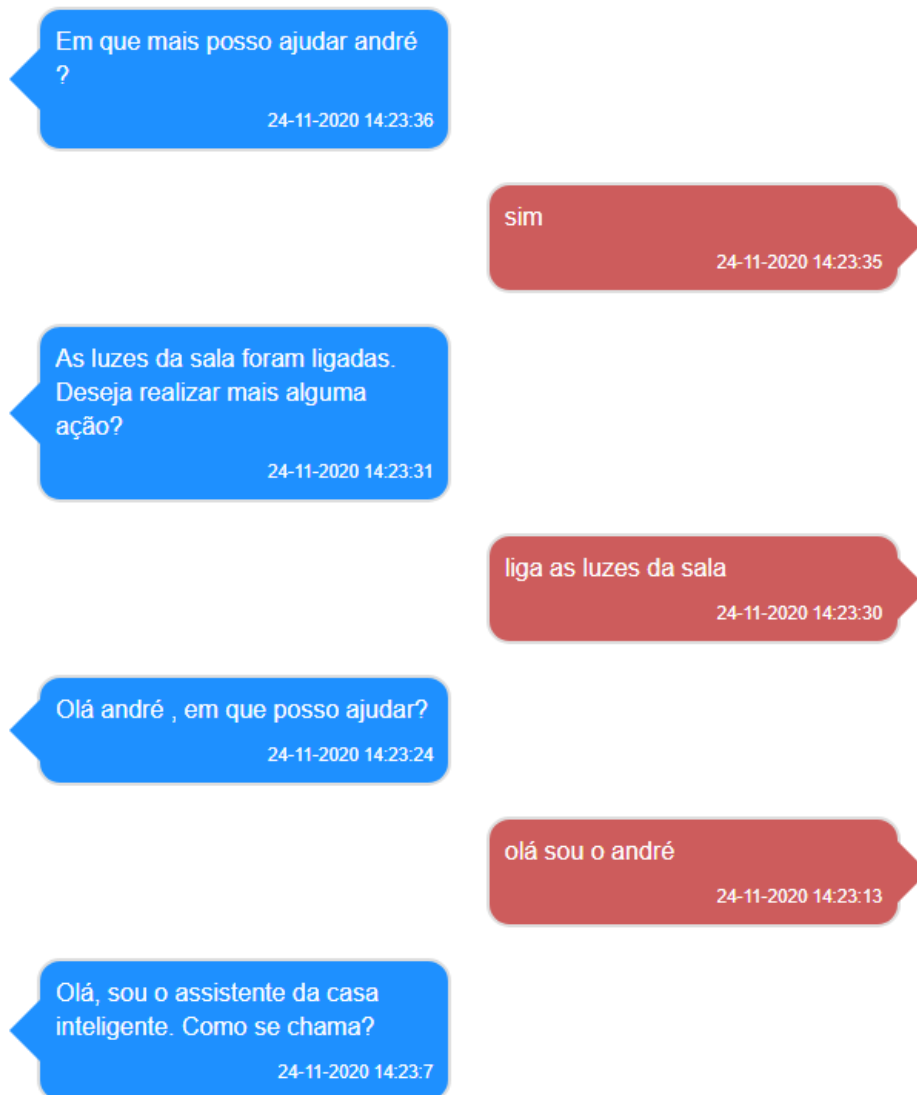 Em que mais posso ajudar andré
?
24-11-2020 14:23:36
sim
24-11-2020 14:23:35
As luzes da sala foram ligadas.
Deseja realizar mais alguma
ação?
24-11-2020 14:23:31
liga as luzes da sala
24-11-2020 14:23:30
Olá andré , em que posso ajudar?
24-11-2020 14:23:24
olá sou o andré
24-11-2020 14:23:13
Olá, sou o assistente da casa
inteligente. Como se chama?
24-11-2020 14:23:7